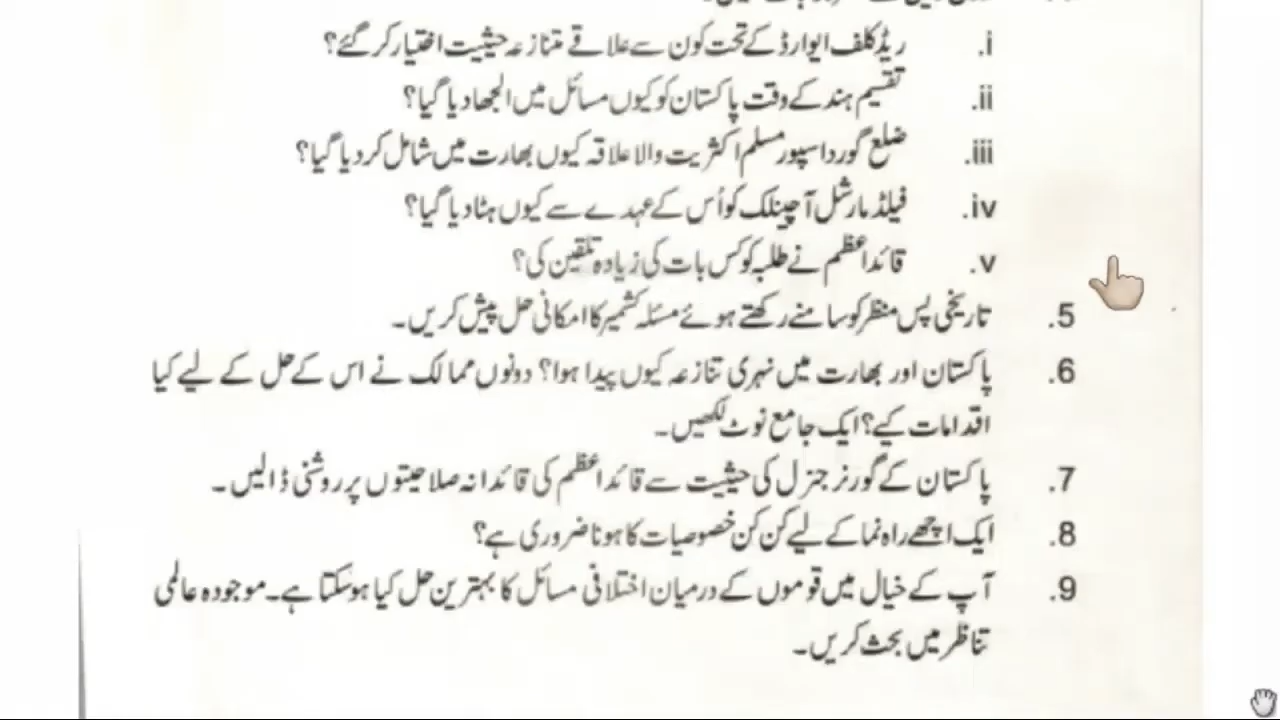 i. ریڈکلف ایوارڈ کے تحت کون سے علاقے متنازعہ حیثیت اختیار کر گئے؟
ii. تقسیم ہند کے وقت پاکستان کو کیوں مسائل میں الجھا دیا گیا؟
iii. ضلع گورداسپور مسلم اکثریت والا علاقہ کیوں بھارت میں شامل کر دیا گیا؟
iv. فیلڈ مارشل آچینلک کو اُس کے عہدے سے کیوں ہٹا دیا گیا؟
v. قائداعظم نے طلبہ کو کس بات کی زیادہ تلقین کی؟
5. تاریخی پس منظر کو سامنے رکھتے ہوئے مسئلہ کشمیر کا امکانی حل پیش کریں۔
6. پاکستان اور بھارت میں نہری تنازعہ کیوں پیدا ہوا؟ دونوں ممالک نے اس کے حل کے لیے کیا
اقدامات کیے؟ ایک جامع نوٹ لکھیں۔
7. پاکستان کے گورنر جنرل کی حیثیت سے قائداعظم کی قائدانہ صلاحیتوں پر روشنی ڈالیں۔
8. ایک اچھے راہ نما کے لیے کن کن خصوصیات کا ہونا ضروری ہے؟
9. آپ کے خیال میں قوموں کے درمیان اختلافی مسائل کا بہترین حل کیا ہو سکتا ہے۔ موجودہ عالمی
تناظر میں بحث کریں۔